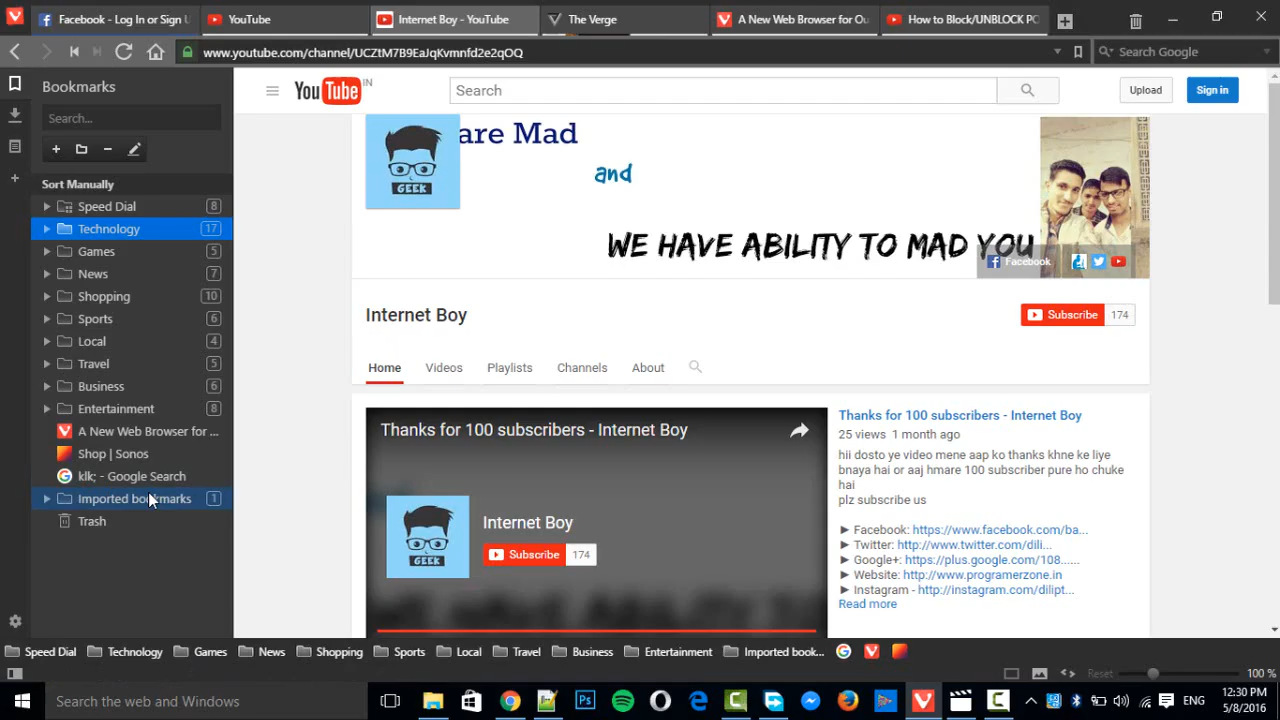 Facebook - Log In or Sign U
YouTube
Internet Boy - YouTube
The Verge
A New Web Browser for Ou
How to Block/UNBLOCK PO
www.youtube.com/channel/UCZtM7B9EaJqKvmnfd2e2qOQ
Search Google
Bookmarks
Search...
Sort Manually
Speed Dial 8
Technology 17
Games 5
News 7
Shopping 10
Sports 6
Local 4
Travel 5
Business 6
Entertainment 8
A New Web Browser for ...
Shop | Sonos
klk; - Google Search
Imported bookmarks 1
Trash
YouTube IN
Search
Upload
Sign in
are Mad
and
WE HAVE ABILITY TO MAD YOU
GEEK
Facebook
Internet Boy
Subscribe 174
Home
Videos
Playlists
Channels
About
Thanks for 100 subscribers - Internet Boy
GEEK
Internet Boy
Subscribe 174
Thanks for 100 subscribers - Internet Boy
25 views 1 month ago
hii dosto ye video mene aap ko thanks khne ke liye
bnaya hai or aaj hmare 100 subscriber pure ho chuke
hai
plz subscribe us
► Facebook: https://www.facebook.com/ba...
► Twitter: http://www.twitter.com/dili...
► Google+: https://plus.google.com/108......
► Website: http://www.programerzone.in
► Instagram - http://instagram.com/dilipt...
Read more
Speed Dial
Technology
Games
News
Shopping
Sports
Local
Travel
Business
Entertainment
Imported book...
Reset
100 %
Search the web and Windows
ENG
12:30 PM
5/8/2016